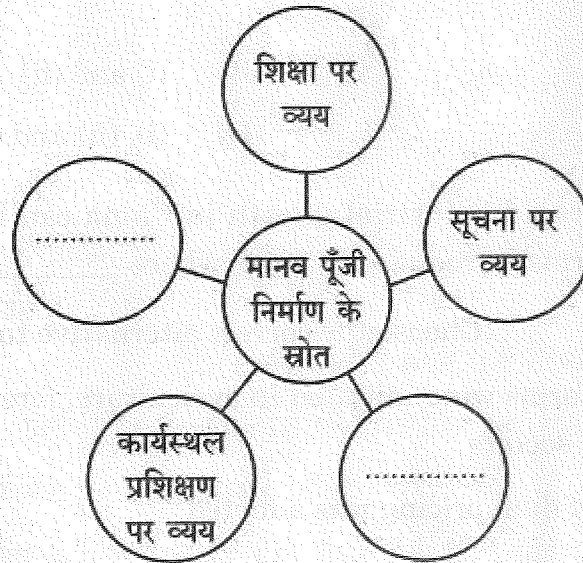 शिक्षा पर
व्यय
सूचना पर
व्यय
....................
मानव पूँजी
निर्माण के
स्रोत
कार्यस्थल
प्रशिक्षण
पर व्यय
....................